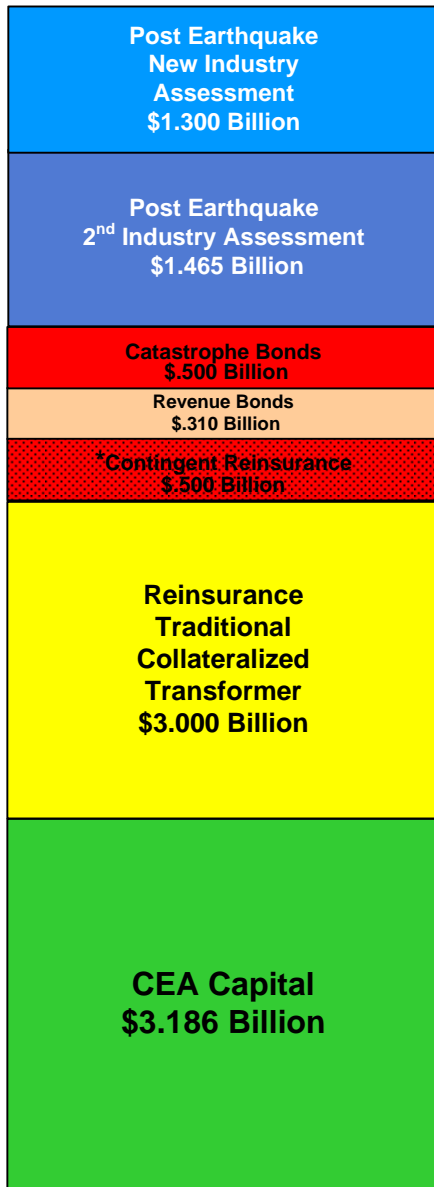 Post Earthquake
New Industry
Assessment
$1.300 Billion
Post Earthquake
2nd Industry Assessment
$1.465 Billion
Catastrophe Bonds
$.500 Billion
Revenue Bonds
$.310 Billion
*Contingent Reinsurance
$.500 Billion
Reinsurance
Traditional
Collateralized
Transformer
$3.000 Billion
CEA Capital
$3.186 Billion